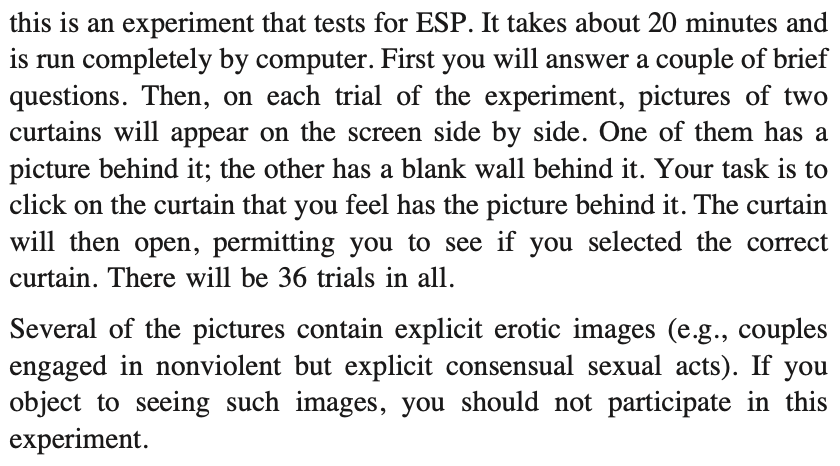 this is an experiment that tests for ESP. It takes about 20 minutes and
is run completely by computer. First you will answer a couple of brief
questions. Then, on each trial of the experiment, pictures of two
curtains will appear on the screen side by side. One of them has a
picture behind it; the other has a blank wall behind it. Your task is to
click on the curtain that you feel has the picture behind it. The curtain
will then open, permitting you to see if you selected the correct
curtain. There will be 36 trials in all.
Several of the pictures contain explicit erotic images (e.g., couples
engaged in nonviolent but explicit consensual sexual acts). If you
object to seeing such images, you should not participate in this
experiment.